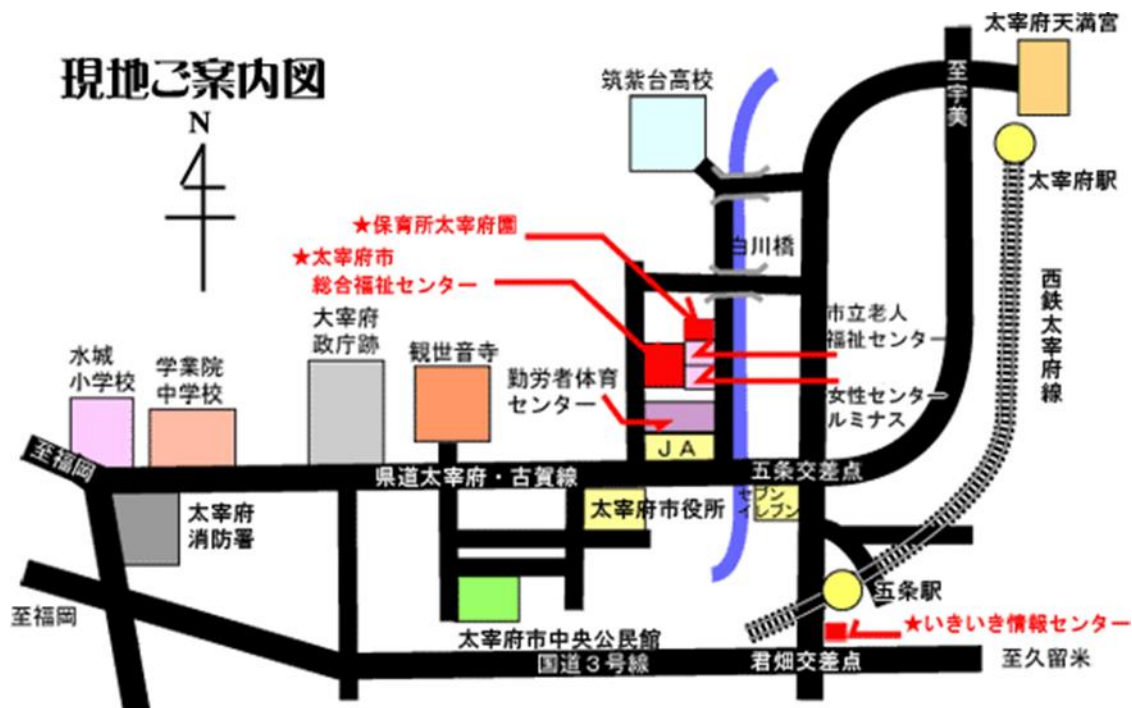 現地ご案内図
N
太宰府天満宮
至宇美
筑紫台高校
太宰府駅
★保育所太宰府園
★太宰府市
総合福祉センター
白川橋
西鉄太宰府線
市立老人
福祉センター
女性センター
ルミナス
大宰府
政庁跡
観世音寺
勤労者体育
センター
水城
小学校
学業院
中学校
JA
至福岡
県道太宰府・古賀線
五条交差点
太宰府
消防署
太宰府市役所
セブン
イレブン
至福岡
五条駅
★いきいき情報センター
太宰府市中央公民館
国道3号線
君畑交差点
至久留米